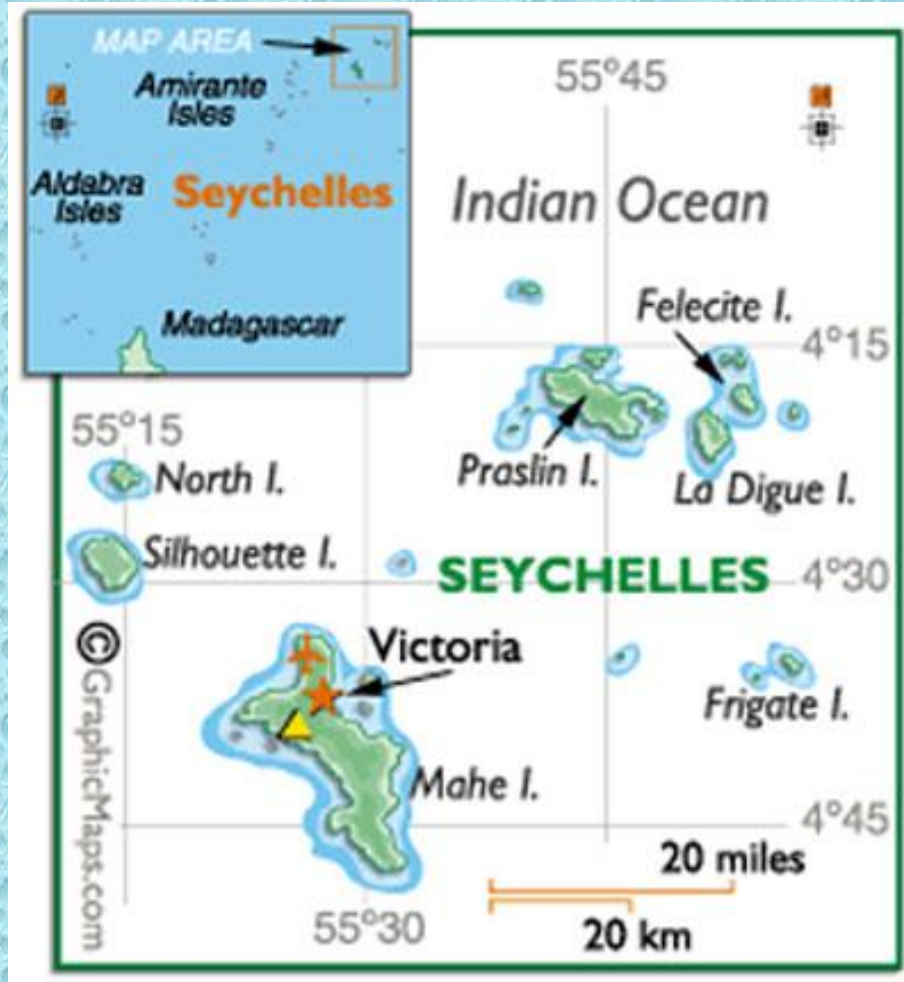 MAP AREA
Amirante
Isles
Aldabra
Isles
Seychelles
Madagascar
55°45
Indian Ocean
Felecite I.
4°15
55°15
North I.
Praslin I.
La Digue I.
Silhouette I.
SEYCHELLES
4°30
Victoria
Frigate I.
Mahe I.
4°45
20 miles
20 km
55°30
©GraphicMaps.com